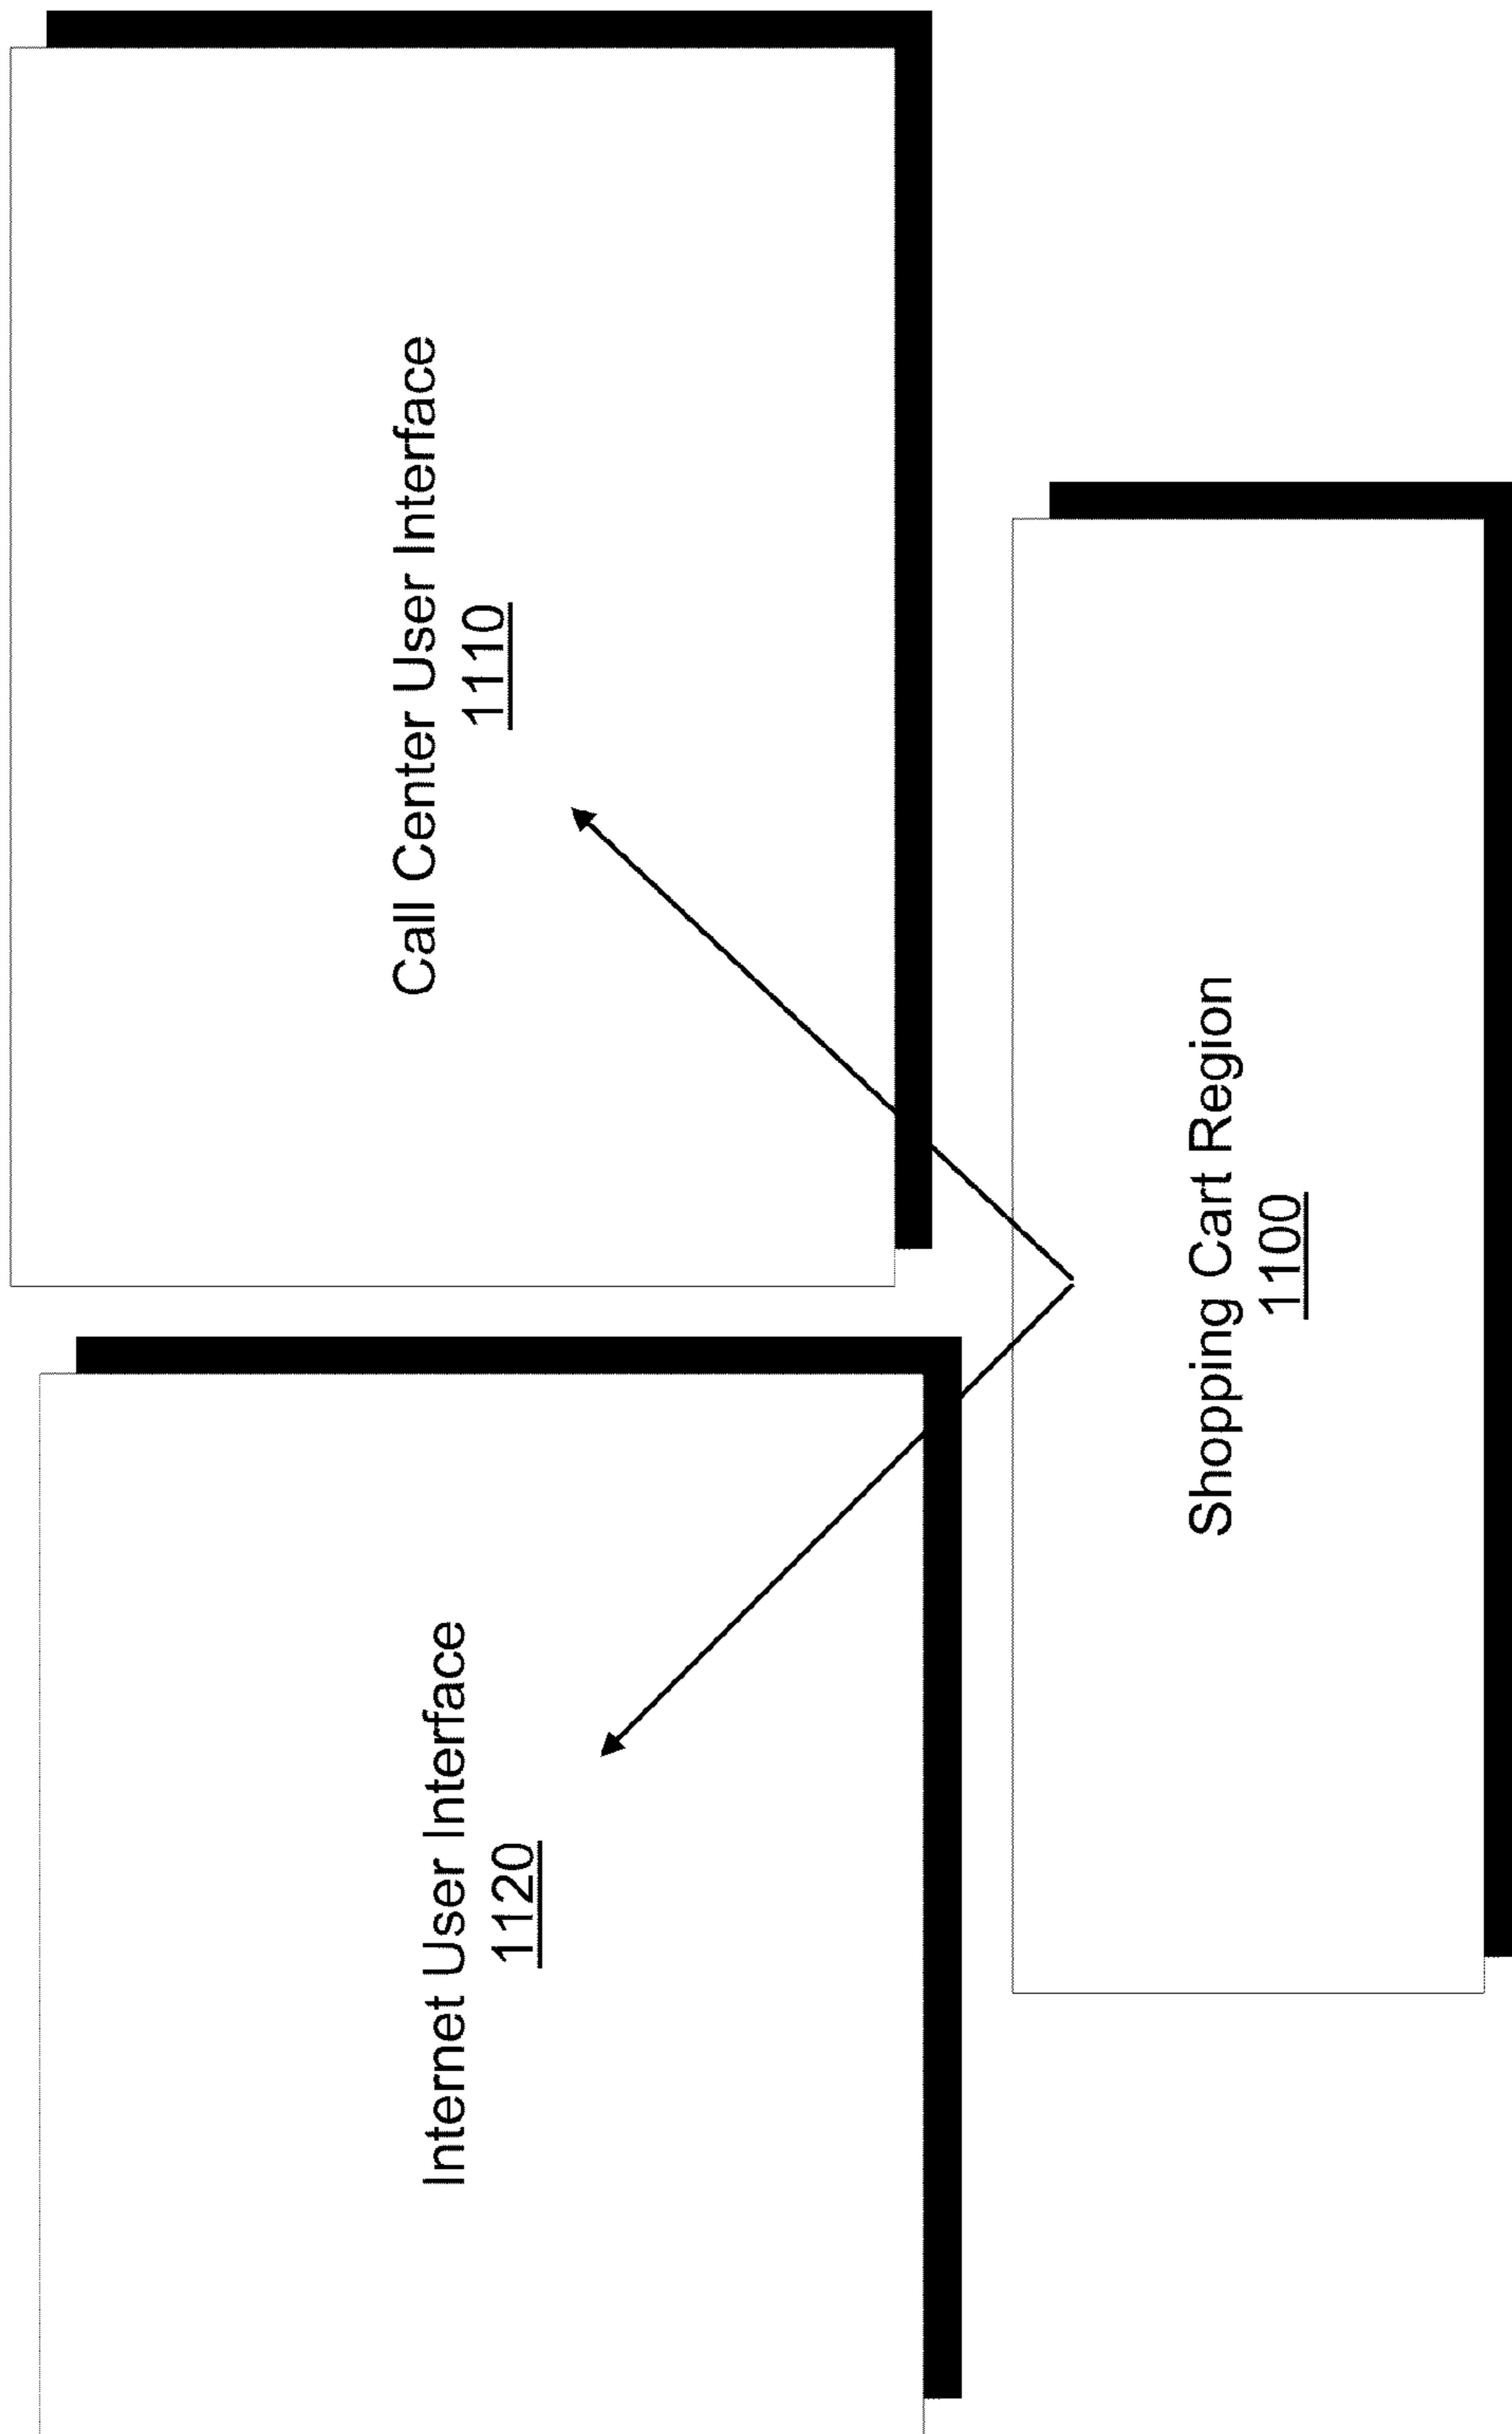 Internet User Interface
1120
Call Center User Interface
1110
Shopping Cart Region
1100